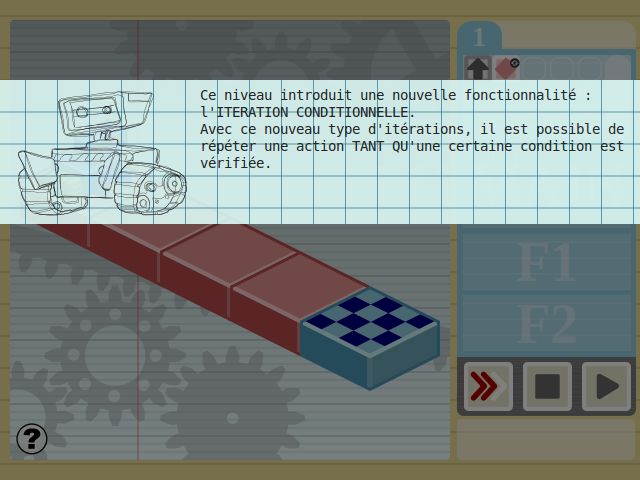 1
Ce niveau introduit une nouvelle fonctionnalité :
l'ITERATION CONDITIONNELLE.
Avec ce nouveau type d'itérations, il est possible de
répéter une action TANT QU'une certaine condition est
vérifiée.
F1
F2
?